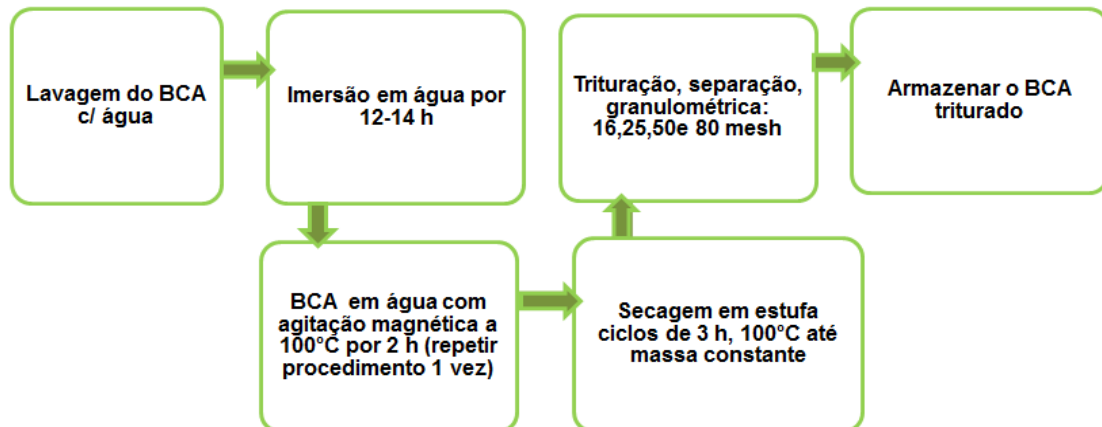 Lavagem do BCA
c/ água
Imersão em água por
12-14 h
BCA  em água com
agitação magnética a
100°C por 2 h (repetir
procedimento 1 vez)
Secagem em estufa
ciclos de 3 h, 100°C até
massa constante
Trituração, separação,
granulométrica:
16,25,50e 80 mesh
Armazenar o BCA
triturado